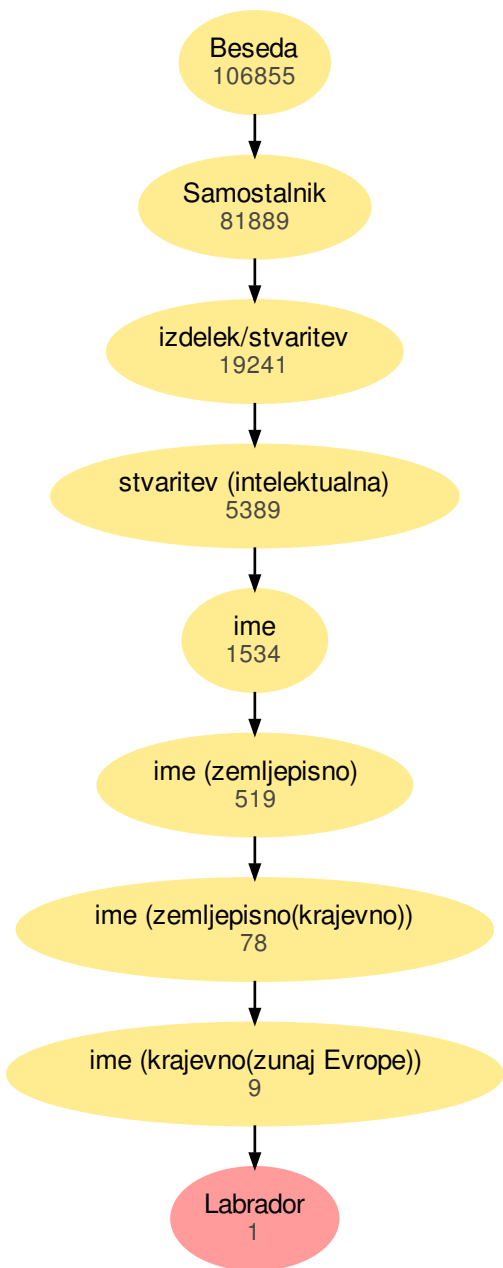 Beseda
106855
Samostalnik
81889
izdelek/stvaritev
19241
stvaritev (intelektualna)
5389
ime
1534
ime (zemljepisno)
519
ime (zemljepisno(krajevno))
78
ime (krajevno(zunaj Evrope))
9
Labrador
1